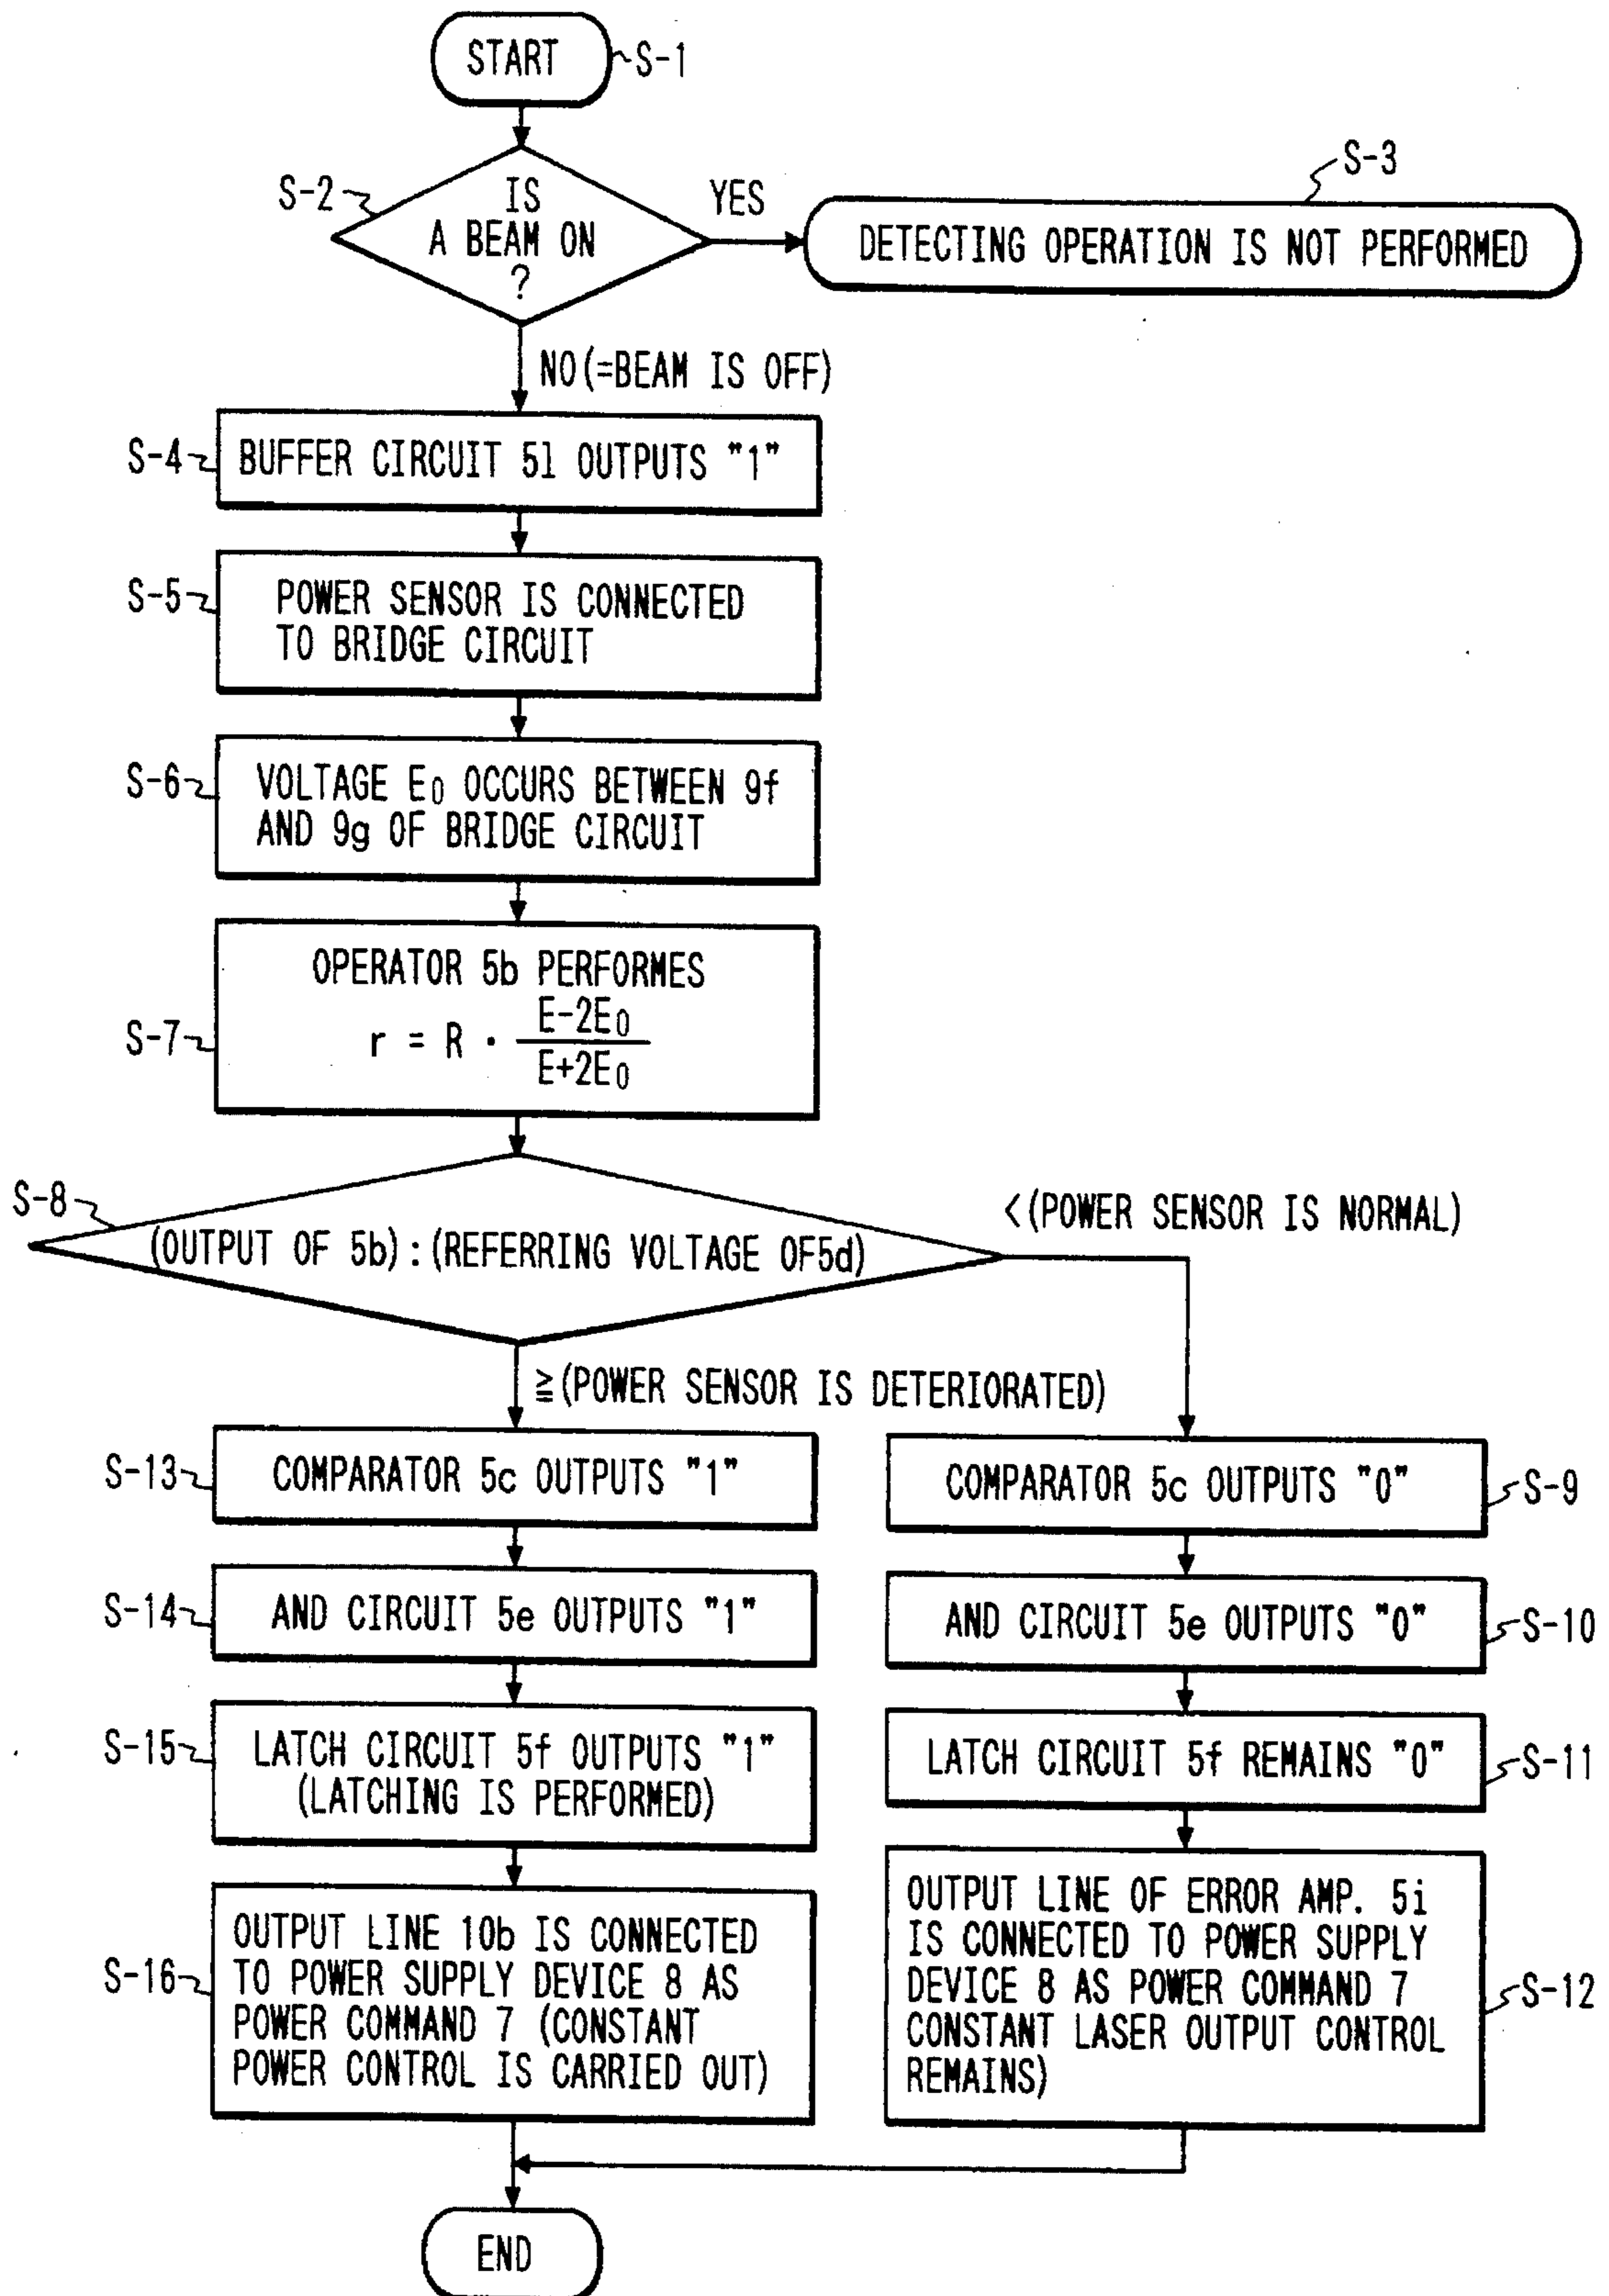 START
S-1
S-2
IS
A BEAM ON
?
YES
S-3
DETECTING OPERATION IS NOT PERFORMED
NO(=BEAM IS OFF)
S-4
BUFFER CIRCUIT 5l OUTPUTS "1"
S-5
POWER SENSOR IS CONNECTED
TO BRIDGE CIRCUIT
S-6
VOLTAGE E0 OCCURS BETWEEN 9f
AND 9g OF BRIDGE CIRCUIT
S-7
OPERATOR 5b PERFORMES
r = R · (E-2E0)/(E+2E0)
S-8
(OUTPUT OF 5b):(REFERRING VOLTAGE OF5d)
<(POWER SENSOR IS NORMAL)
≧(POWER SENSOR IS DETERIORATED)
S-13
COMPARATOR 5c OUTPUTS "1"
S-14
AND CIRCUIT 5e OUTPUTS "1"
S-15
LATCH CIRCUIT 5f OUTPUTS "1"
(LATCHING IS PERFORMED)
S-16
OUTPUT LINE 10b IS CONNECTED
TO POWER SUPPLY DEVICE 8 AS
POWER COMMAND 7 (CONSTANT
POWER CONTROL IS CARRIED OUT)
COMPARATOR 5c OUTPUTS "0"
S-9
AND CIRCUIT 5e OUTPUTS "0"
S-10
LATCH CIRCUIT 5f REMAINS "0"
S-11
OUTPUT LINE OF ERROR AMP. 5i
IS CONNECTED TO POWER SUPPLY
DEVICE 8 AS POWER COMMAND 7
CONSTANT LASER OUTPUT CONTROL
REMAINS)
S-12
END